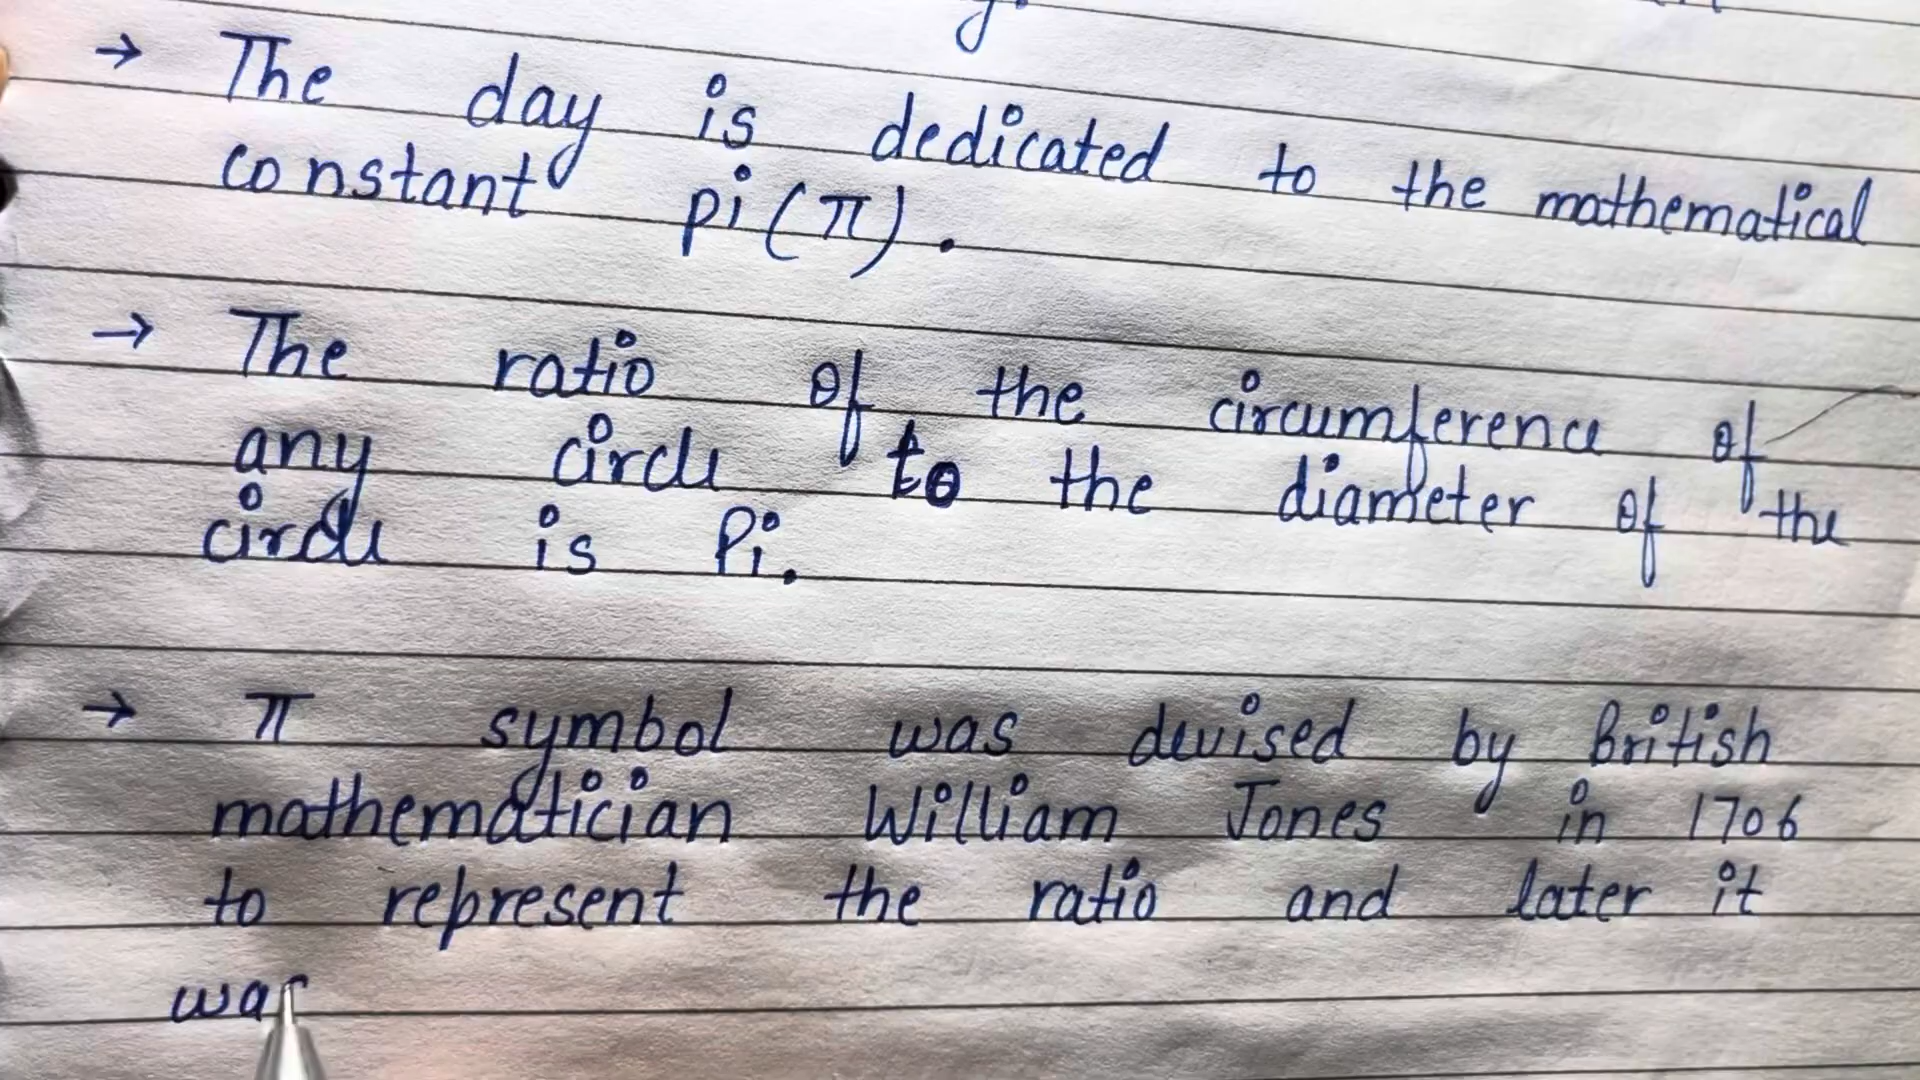 → The day is dedicated to the mathematical
constant pi (π).
→ The ratio of the circumference of
any circle to the diameter of the
circle is Pi.
→ π symbol was devised by British
mathematician William Jones in 1706
to represent the ratio and later it
was